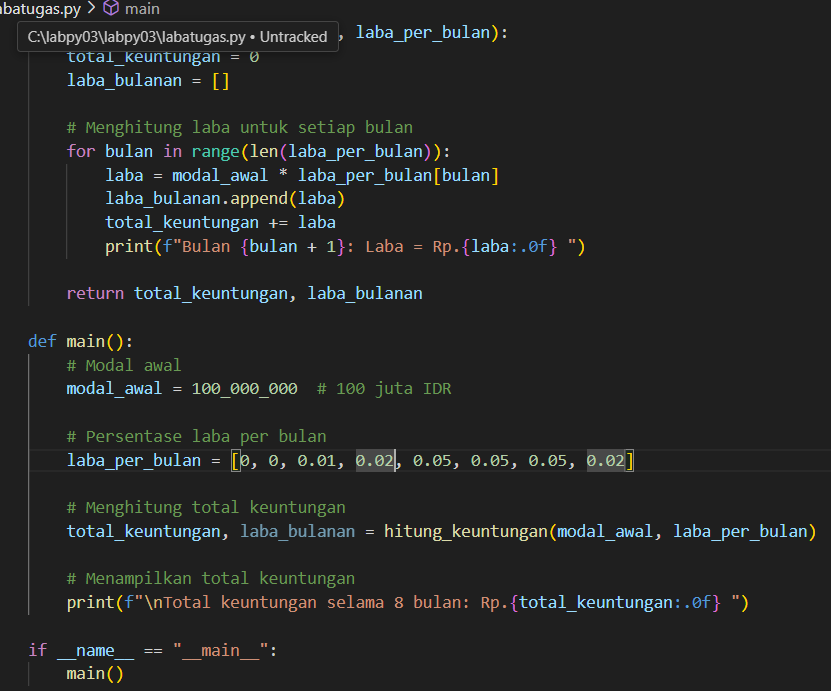 abatugas.py > main
C:\labpy03\labpy03\labatugas.py • Untracked , laba_per_bulan):
total_keuntungan = 0
laba_bulanan = []
# Menghitung laba untuk setiap bulan
for bulan in range(len(laba_per_bulan)):
laba = modal_awal * laba_per_bulan[bulan]
laba_bulanan.append(laba)
total_keuntungan += laba
print(f"Bulan {bulan + 1}: Laba = Rp.{laba:.0f} ")
return total_keuntungan, laba_bulanan
def main():
# Modal awal
modal_awal = 100_000_000  # 100 juta IDR
# Persentase laba per bulan
laba_per_bulan = [0, 0, 0.01, 0.02, 0.05, 0.05, 0.05, 0.02]
# Menghitung total keuntungan
total_keuntungan, laba_bulanan = hitung_keuntungan(modal_awal, laba_per_bulan)
# Menampilkan total keuntungan
print(f"\nTotal keuntungan selama 8 bulan: Rp.{total_keuntungan:.0f} ")
if __name__ == "__main__":
main()